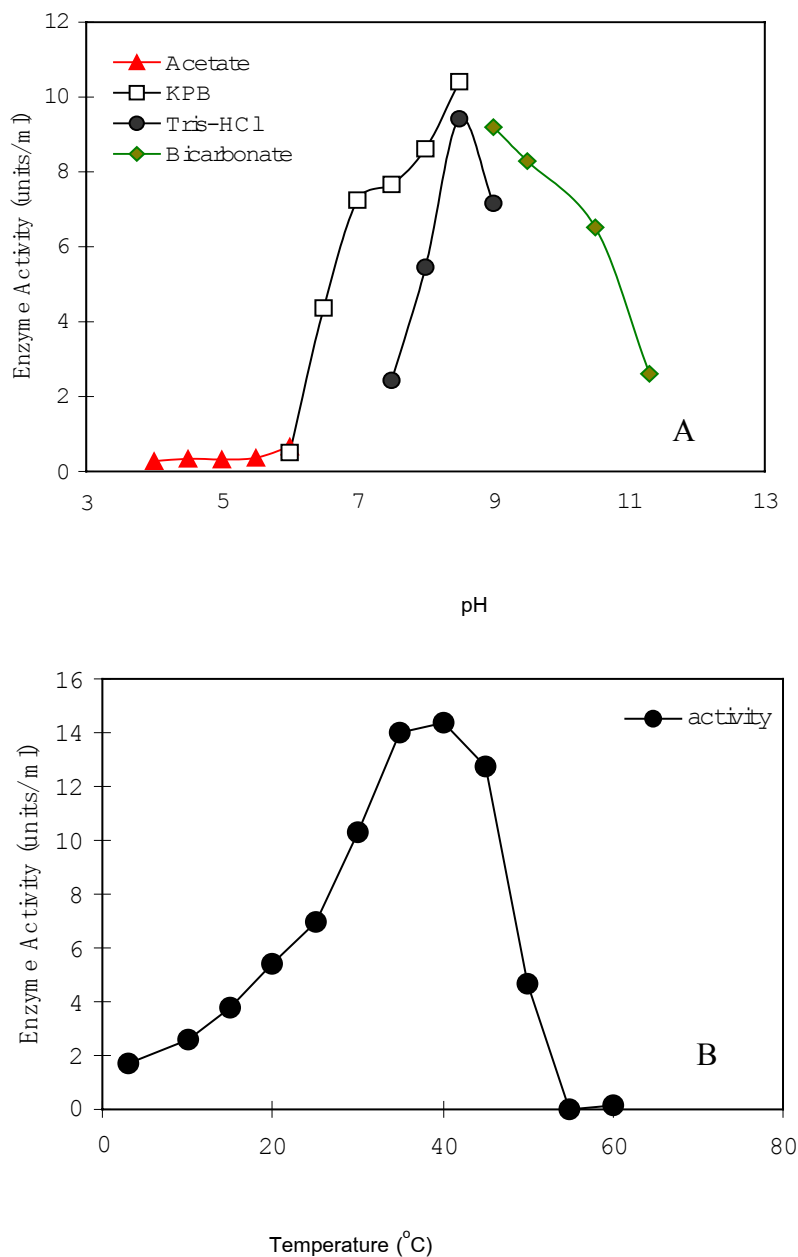 12
10
8
6
4
2
0
Enzyme Activity (units/ml)
Acetate
KPB
Tris-HCl
Bicarbonate
A
3 5 7 9 11 13
pH
16
14
12
10
8
6
4
2
0
Enzyme Activity (units/ml)
activity
B
0 20 40 60 80
Temperature (°C)